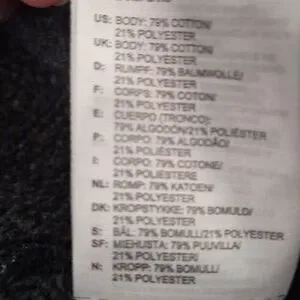 US: BODY: 79% COTTON/
21% POLYESTER
UK: BODY: 79% COTTON/
21% POLYESTER
D: RUMPF: 79% BAUMWOLLE/
21% POLYESTER
F: CORPS: 79% COTON/
21% POLYESTER
E: CUERPO (TRONCO):
79% ALGODÓN/21% POLIÉSTER
P: CORPO: 79% ALGODÃO/
21% POLIÉSTER
I: CORPO: 79% COTONE/
21% POLIESTERE
NL: ROMP: 79% KATOEN/
21% POLYESTER
DK: KROPSTYKKE: 79% BOMULD/
21% POLYESTER
S: BÅL: 79% BOMULL/21% POLYESTER
SF: MIEHUSTA: 79% PUUVILLA/
21% POLYESTER
N: KROPP: 79% BOMULL/
21% POLYESTER